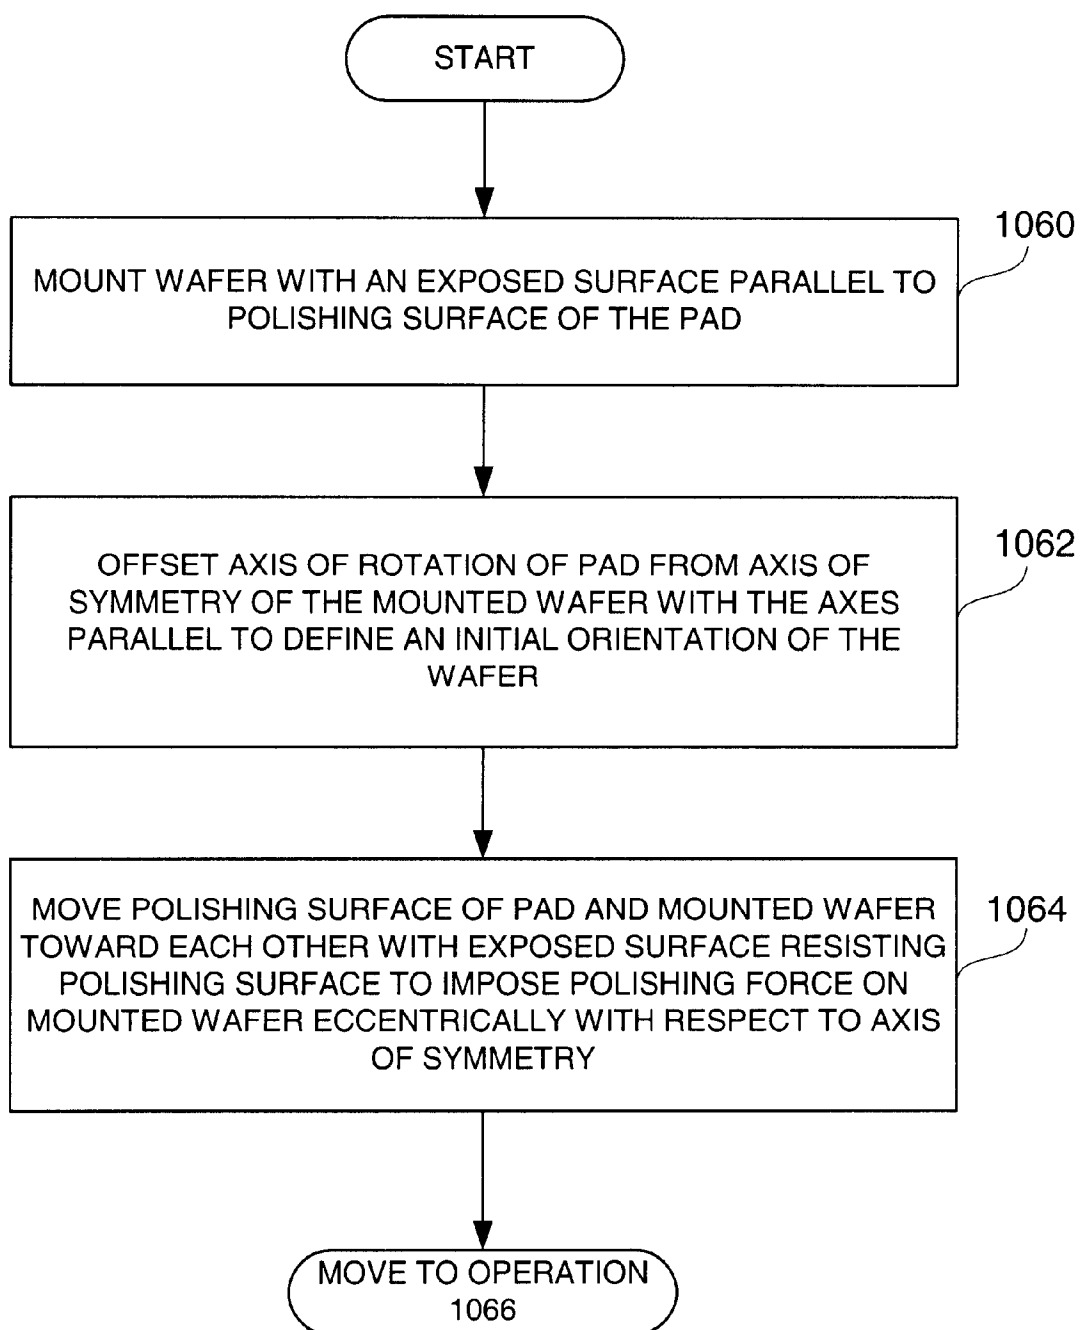 START
1060
MOUNT WAFER WITH AN EXPOSED SURFACE PARALLEL TO
POLISHING SURFACE OF THE PAD
1062
OFFSET AXIS OF ROTATION OF PAD FROM AXIS OF
SYMMETRY OF THE MOUNTED WAFER WITH THE AXES
PARALLEL TO DEFINE AN INITIAL ORIENTATION OF THE
WAFER
1064
MOVE POLISHING SURFACE OF PAD AND MOUNTED WAFER
TOWARD EACH OTHER WITH EXPOSED SURFACE RESISTING
POLISHING SURFACE TO IMPOSE POLISHING FORCE ON
MOUNTED WAFER ECCENTRICALLY WITH RESPECT TO AXIS
OF SYMMETRY
MOVE TO OPERATION
1066